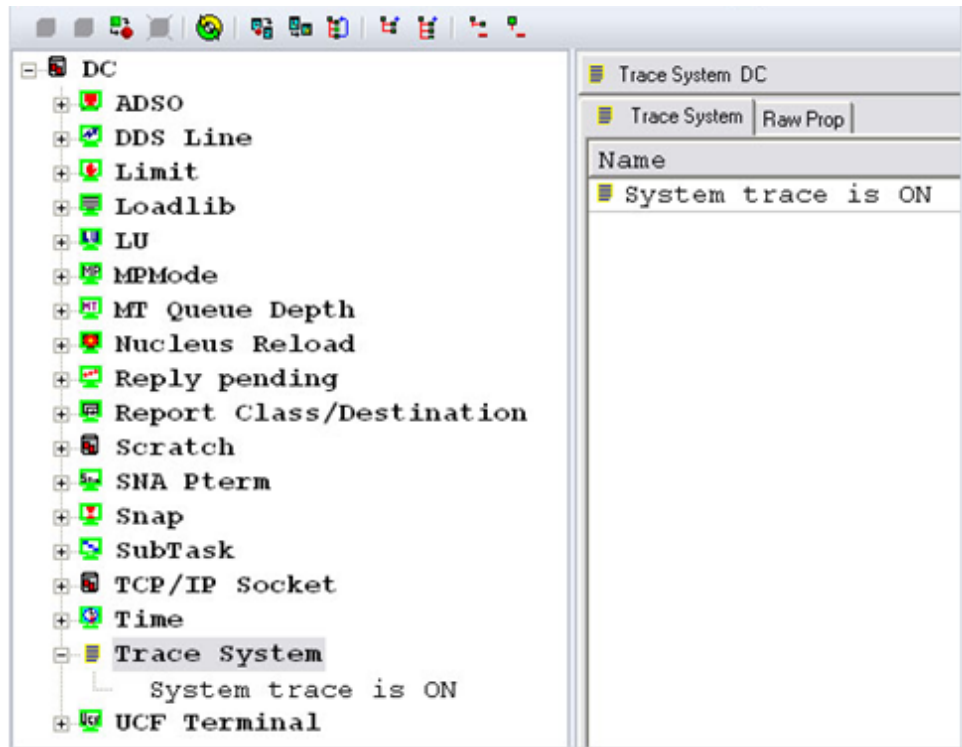 DC
ADSO
DDS Line
Limit
Loadlib
LU
MPMode
MT Queue Depth
Nucleus Reload
Reply pending
Report Class/Destination
Scratch
SNA Pterm
Snap
SubTask
TCP/IP Socket
Time
Trace System
System trace is ON
UCF Terminal
Trace System DC
Trace System
Raw Prop
Name
System trace is ON